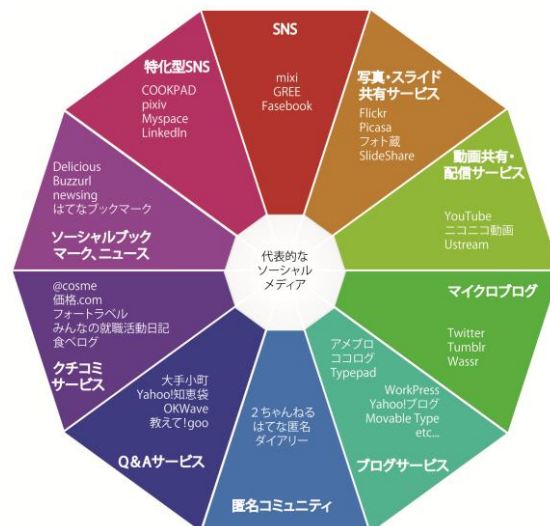 SNS
mixi
GREE
Fasebook
写真・スライド
共有サービス
Flickr
Picasa
フォト蔵
SlideShare
動画共有・
配信サービス
YouTube
ニコニコ動画
Ustream
マイクロブログ
Twitter
Tumblr
Wassr
アメブロ
ココログ
Typepad
WorkPress
Yahoo!ブログ
Movable Type
etc...
ブログサービス
2ちゃんねる
はてな匿名
ダイアリー
匿名コミュニティ
大手小町
Yahoo!知恵袋
OKWave
教えて!goo
Q&Aサービス
@cosme
価格.com
フォートラベル
みんなの就職活動日記
食べログ
クチコミ
サービス
Delicious
Buzzurl
newsing
はてなブックマーク
ソーシャルブック
マーク、ニュース
特化型SNS
COOKPAD
pixiv
Myspace
LinkedIn
代表的な
ソーシャル
メディア